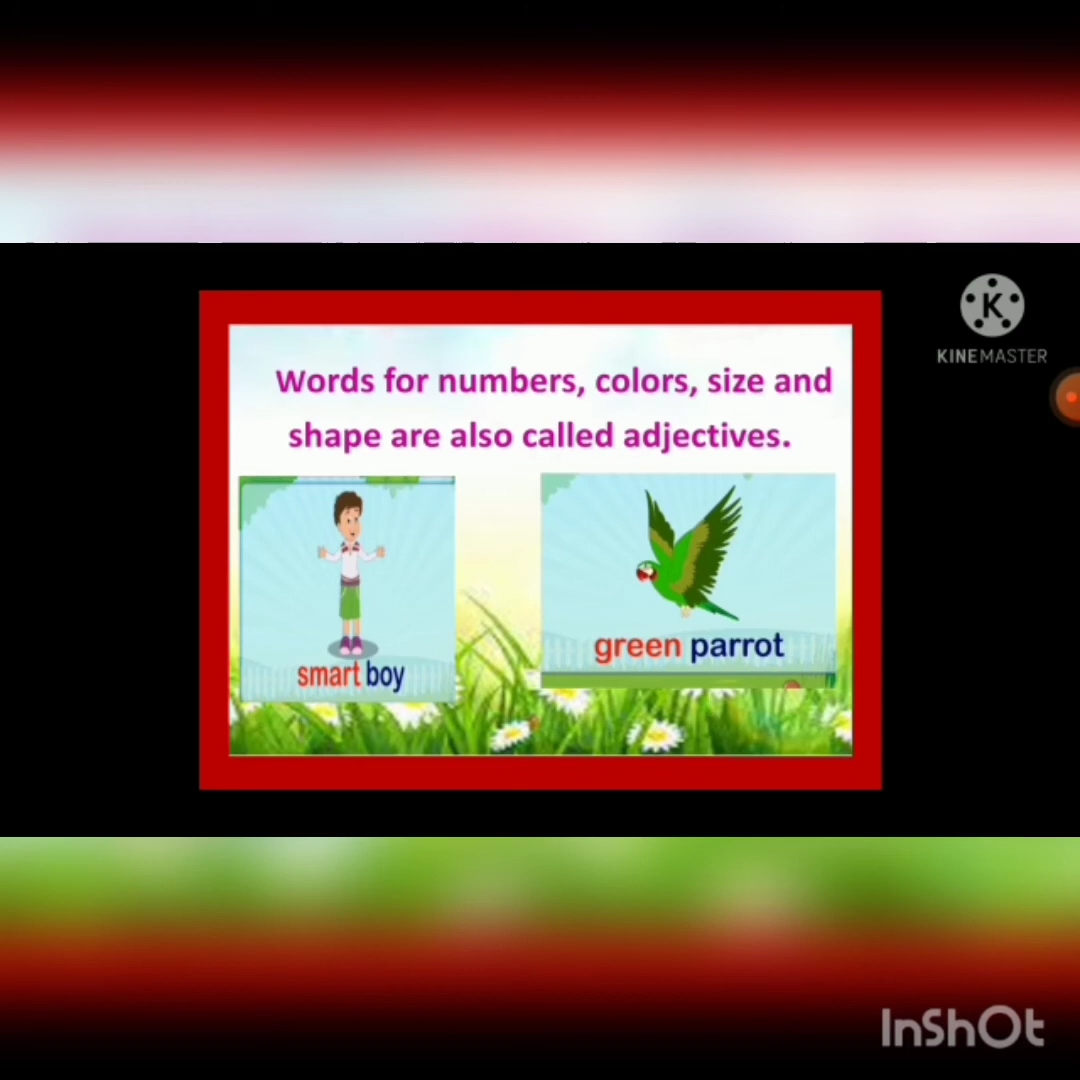 Words for numbers, colors, size and
shape are also called adjectives.
smart boy
green parrot
K
KINEMASTER
InShOt